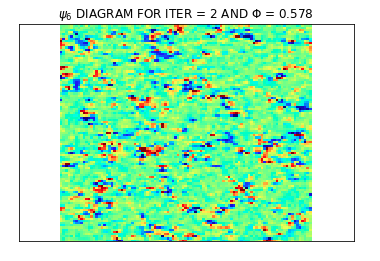 ψ₆ DIAGRAM FOR ITER = 2 AND Φ = 0.578